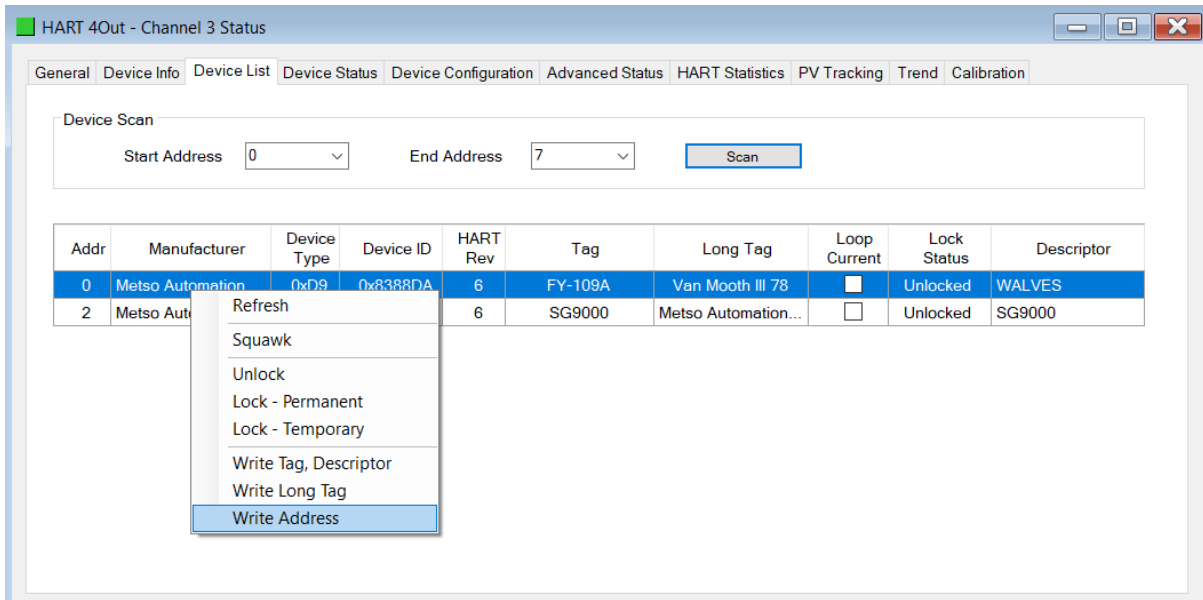 HART 4Out - Channel 3 Status
General Device Info Device List Device Status Device Configuration Advanced Status HART Statistics PV Tracking Trend Calibration
Device Scan
Start Address 0 End Address 7 Scan
Addr Manufacturer Device Type Device ID HART Rev Tag Long Tag Loop Current Lock Status Descriptor
0 Metso Automation 0xD9 0x8388DA 6 FY-109A Van Mooth III 78 Unlocked WALVES
2 Metso Aut 6 SG9000 Metso Automation... Unlocked SG9000
Refresh
Squawk
Unlock
Lock - Permanent
Lock - Temporary
Write Tag, Descriptor
Write Long Tag
Write Address